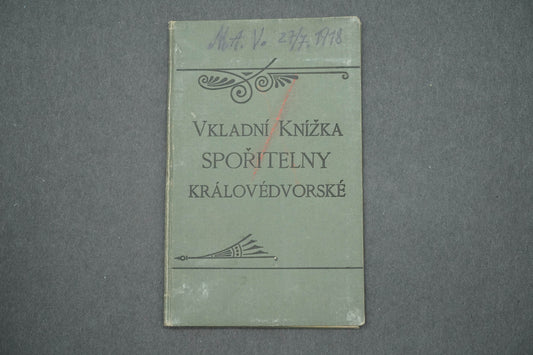 M. A. V. 27/7. 1918
VKLADNÍ KNÍŽKA
SPOŘITELNY
KRÁLOVÉDVORSKÉ